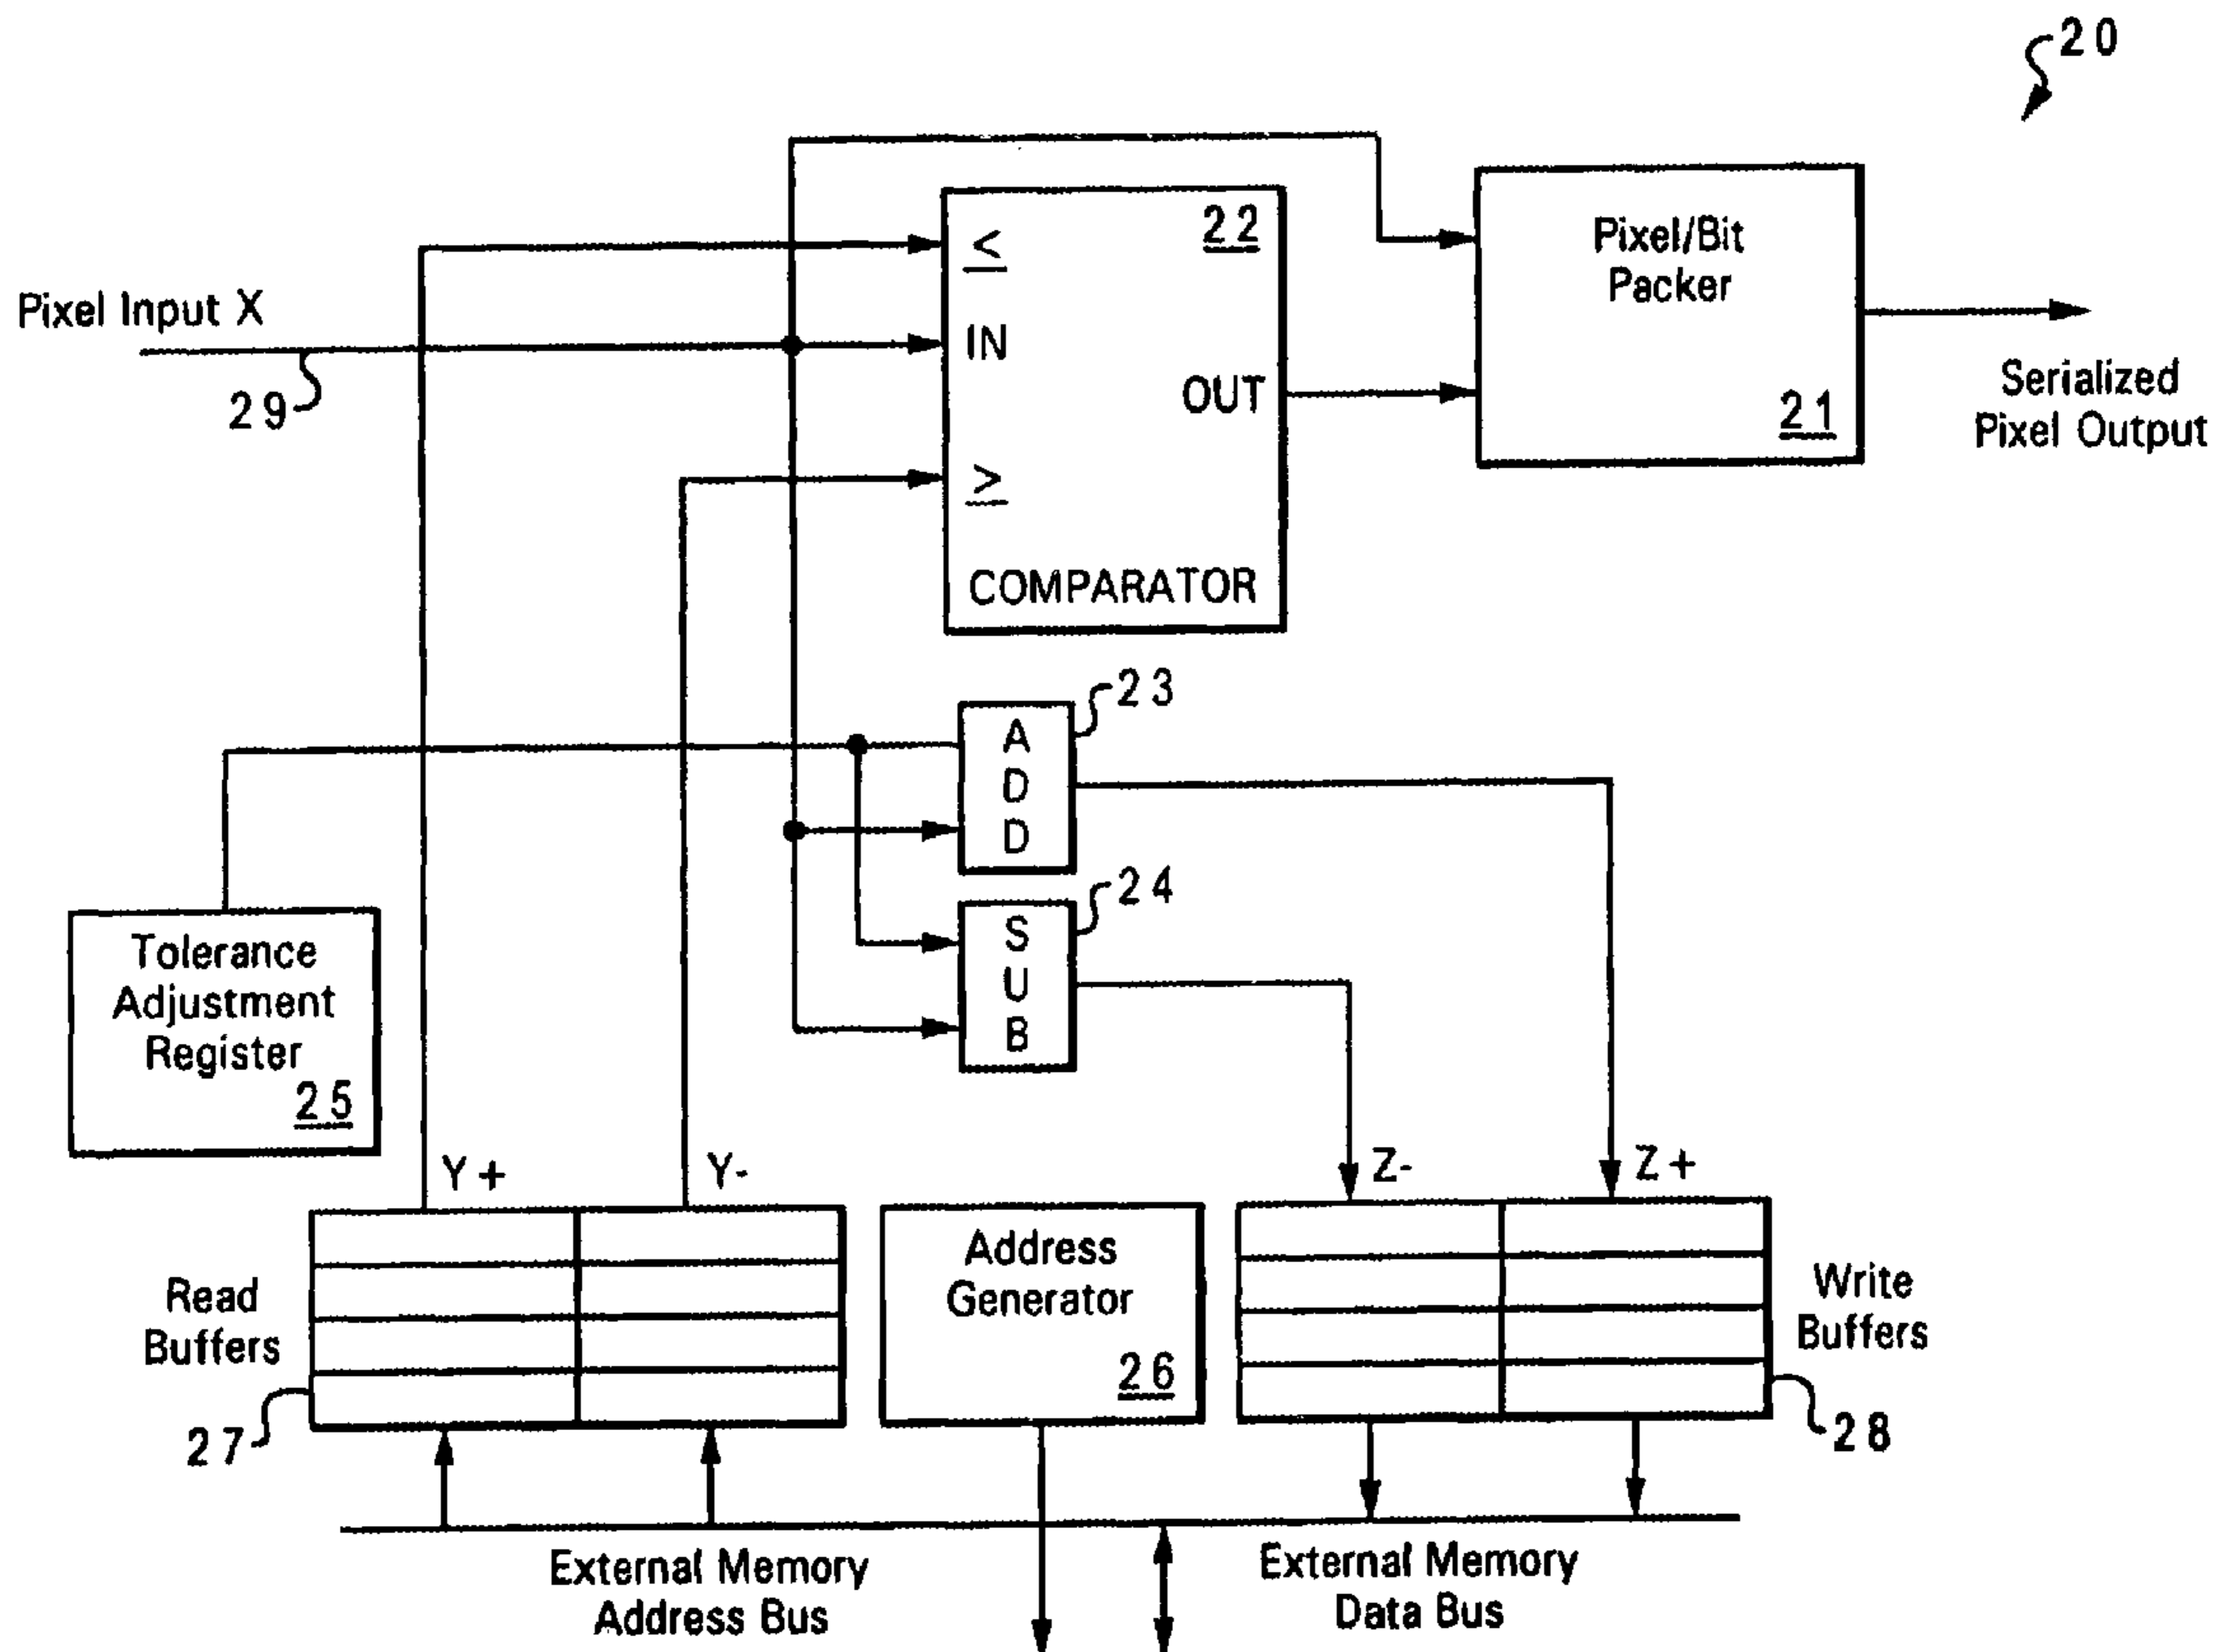 20
Pixel Input X
29
≤
IN
≥
22
OUT
COMPARATOR
Pixel/Bit
Packer
21
Serialized
Pixel Output
A
D
D
23
S
U
B
24
Tolerance
Adjustment
Register
25
Y+
Y-
Z-
Z+
Read
Buffers
27
Address
Generator
26
Write
Buffers
28
External Memory
Address Bus
External Memory
Data Bus